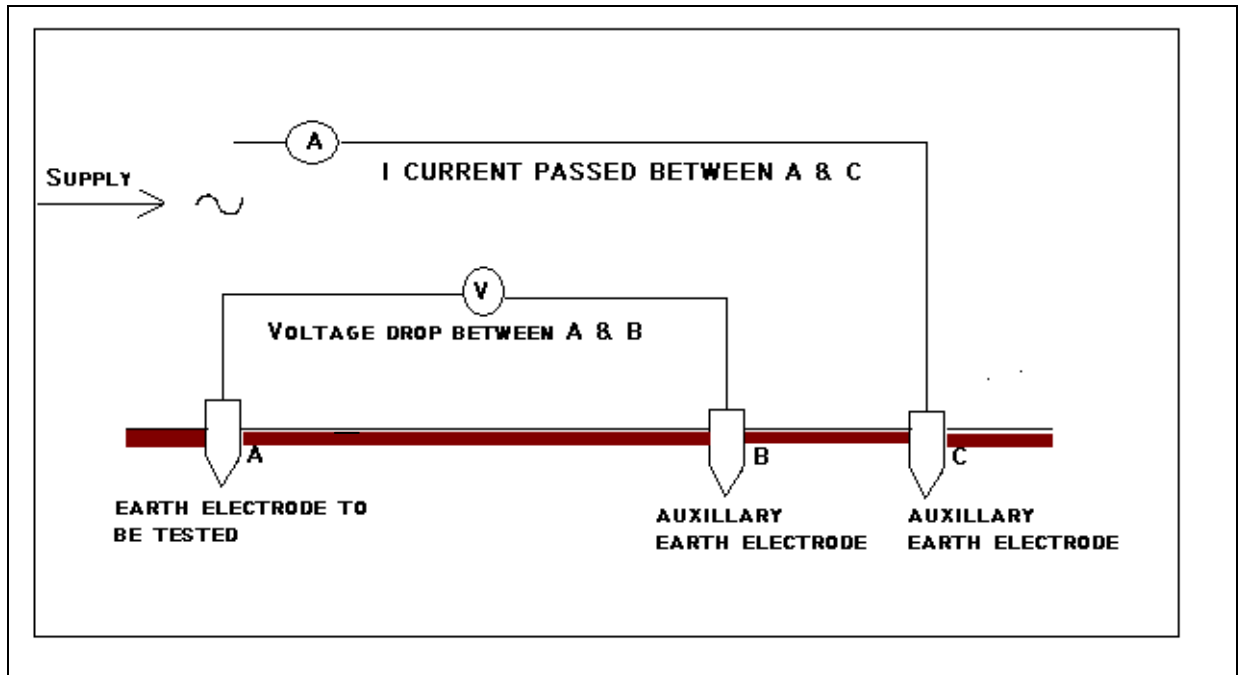 A
I CURRENT PASSED BETWEEN A & C
SUPPLY
V
VOLTAGE DROP BETWEEN A & B
A
B
C
EARTH ELECTRODE TO
BE TESTED
AUXILLARY
EARTH ELECTRODE
AUXILLARY
EARTH ELECTRODE